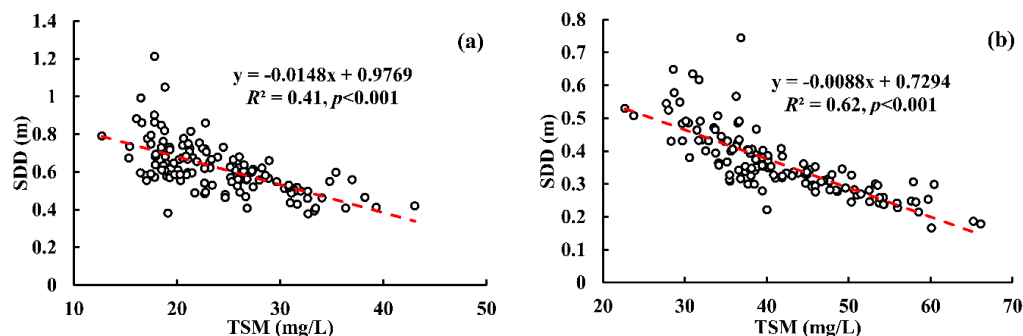 1.4
1.2
1
0.8
0.6
0.4
0.2
0
SDD (m)
(a)
y = -0.0148x + 0.9769
R² = 0.41, p<0.001
10 20 30 40 50
TSM (mg/L)
0.8
0.7
0.6
0.5
0.4
0.3
0.2
0.1
0
SDD (m)
(b)
y = -0.0088x + 0.7294
R² = 0.62, p<0.001
20 30 40 50 60 70
TSM (mg/L)